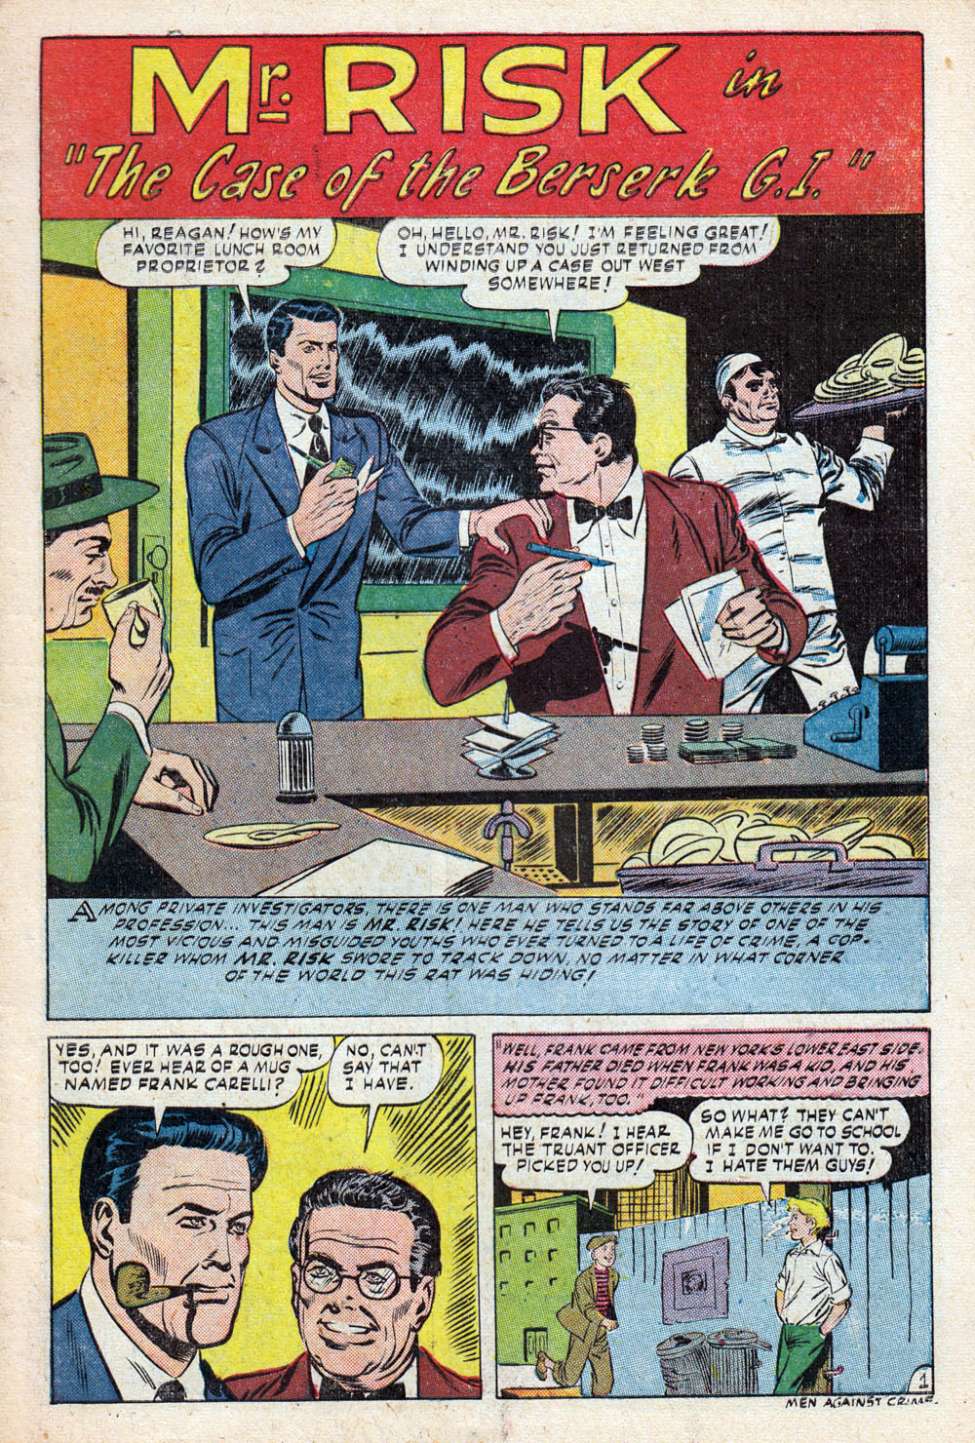 Mr. RISK in
"The Case of the Berserk G.I."
HI, REAGAN! HOW'S MY
FAVORITE LUNCH ROOM
PROPRIETOR?
OH, HELLO, MR. RISK! I'M FEELING GREAT!
I UNDERSTAND YOU JUST RETURNED FROM
WINDING UP A CASE OUT WEST
SOMEWHERE!
AMONG PRIVATE INVESTIGATORS, THERE IS ONE MAN WHO STANDS FAR ABOVE OTHERS IN HIS
PROFESSION... THIS MAN IS MR. RISK! HERE HE TELLS US THE STORY OF ONE OF THE
MOST VICIOUS AND MISGUIDED YOUTHS WHO EVER TURNED TO A LIFE OF CRIME, A COP-
KILLER WHOM MR. RISK SWORE TO TRACK DOWN, NO MATTER IN WHAT CORNER
OF THE WORLD THIS RAT WAS HIDING!
YES, AND IT WAS A ROUGH ONE,
TOO! EVER HEAR OF A MUG
NAMED FRANK CARELLI?
NO, CAN'T
SAY THAT
I HAVE.
"WELL, FRANK CAME FROM NEW YORK'S LOWER EAST SIDE.
HIS FATHER DIED WHEN FRANK WAS A KID, AND HIS
MOTHER FOUND IT DIFFICULT WORKING AND BRINGING
UP FRANK, TOO."
HEY, FRANK! I HEAR
THE TRUANT OFFICER
PICKED YOU UP!
SO WHAT? THEY CAN'T
MAKE ME GO TO SCHOOL
IF I DON'T WANT TO.
I HATE THEM GUYS!
1
MEN AGAINST CRIME.